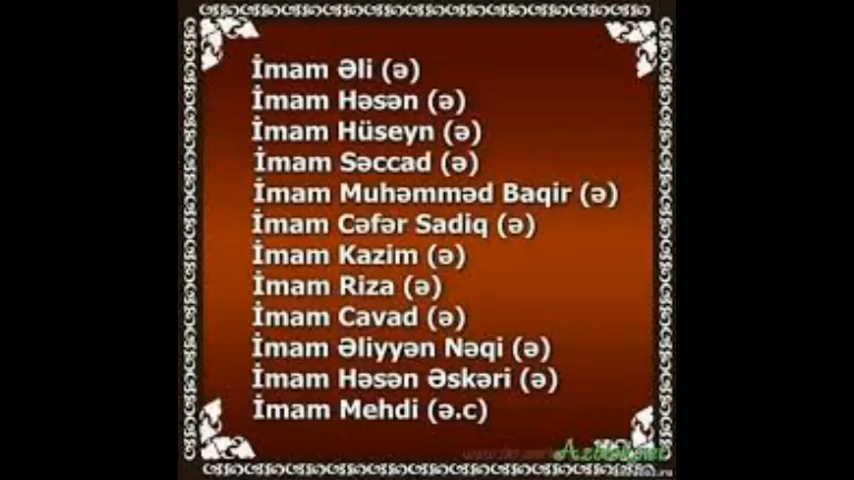 İmam Əli (ə)
İmam Həsən (ə)
İmam Hüseyn (ə)
İmam Səccad (ə)
İmam Muhəmməd Baqir (ə)
İmam Cəfər Sadiq (ə)
İmam Kazim (ə)
İmam Riza (ə)
İmam Cavad (ə)
İmam Əliyyən Nəqi (ə)
İmam Həsən Əskəri (ə)
İmam Mehdi (ə.c)